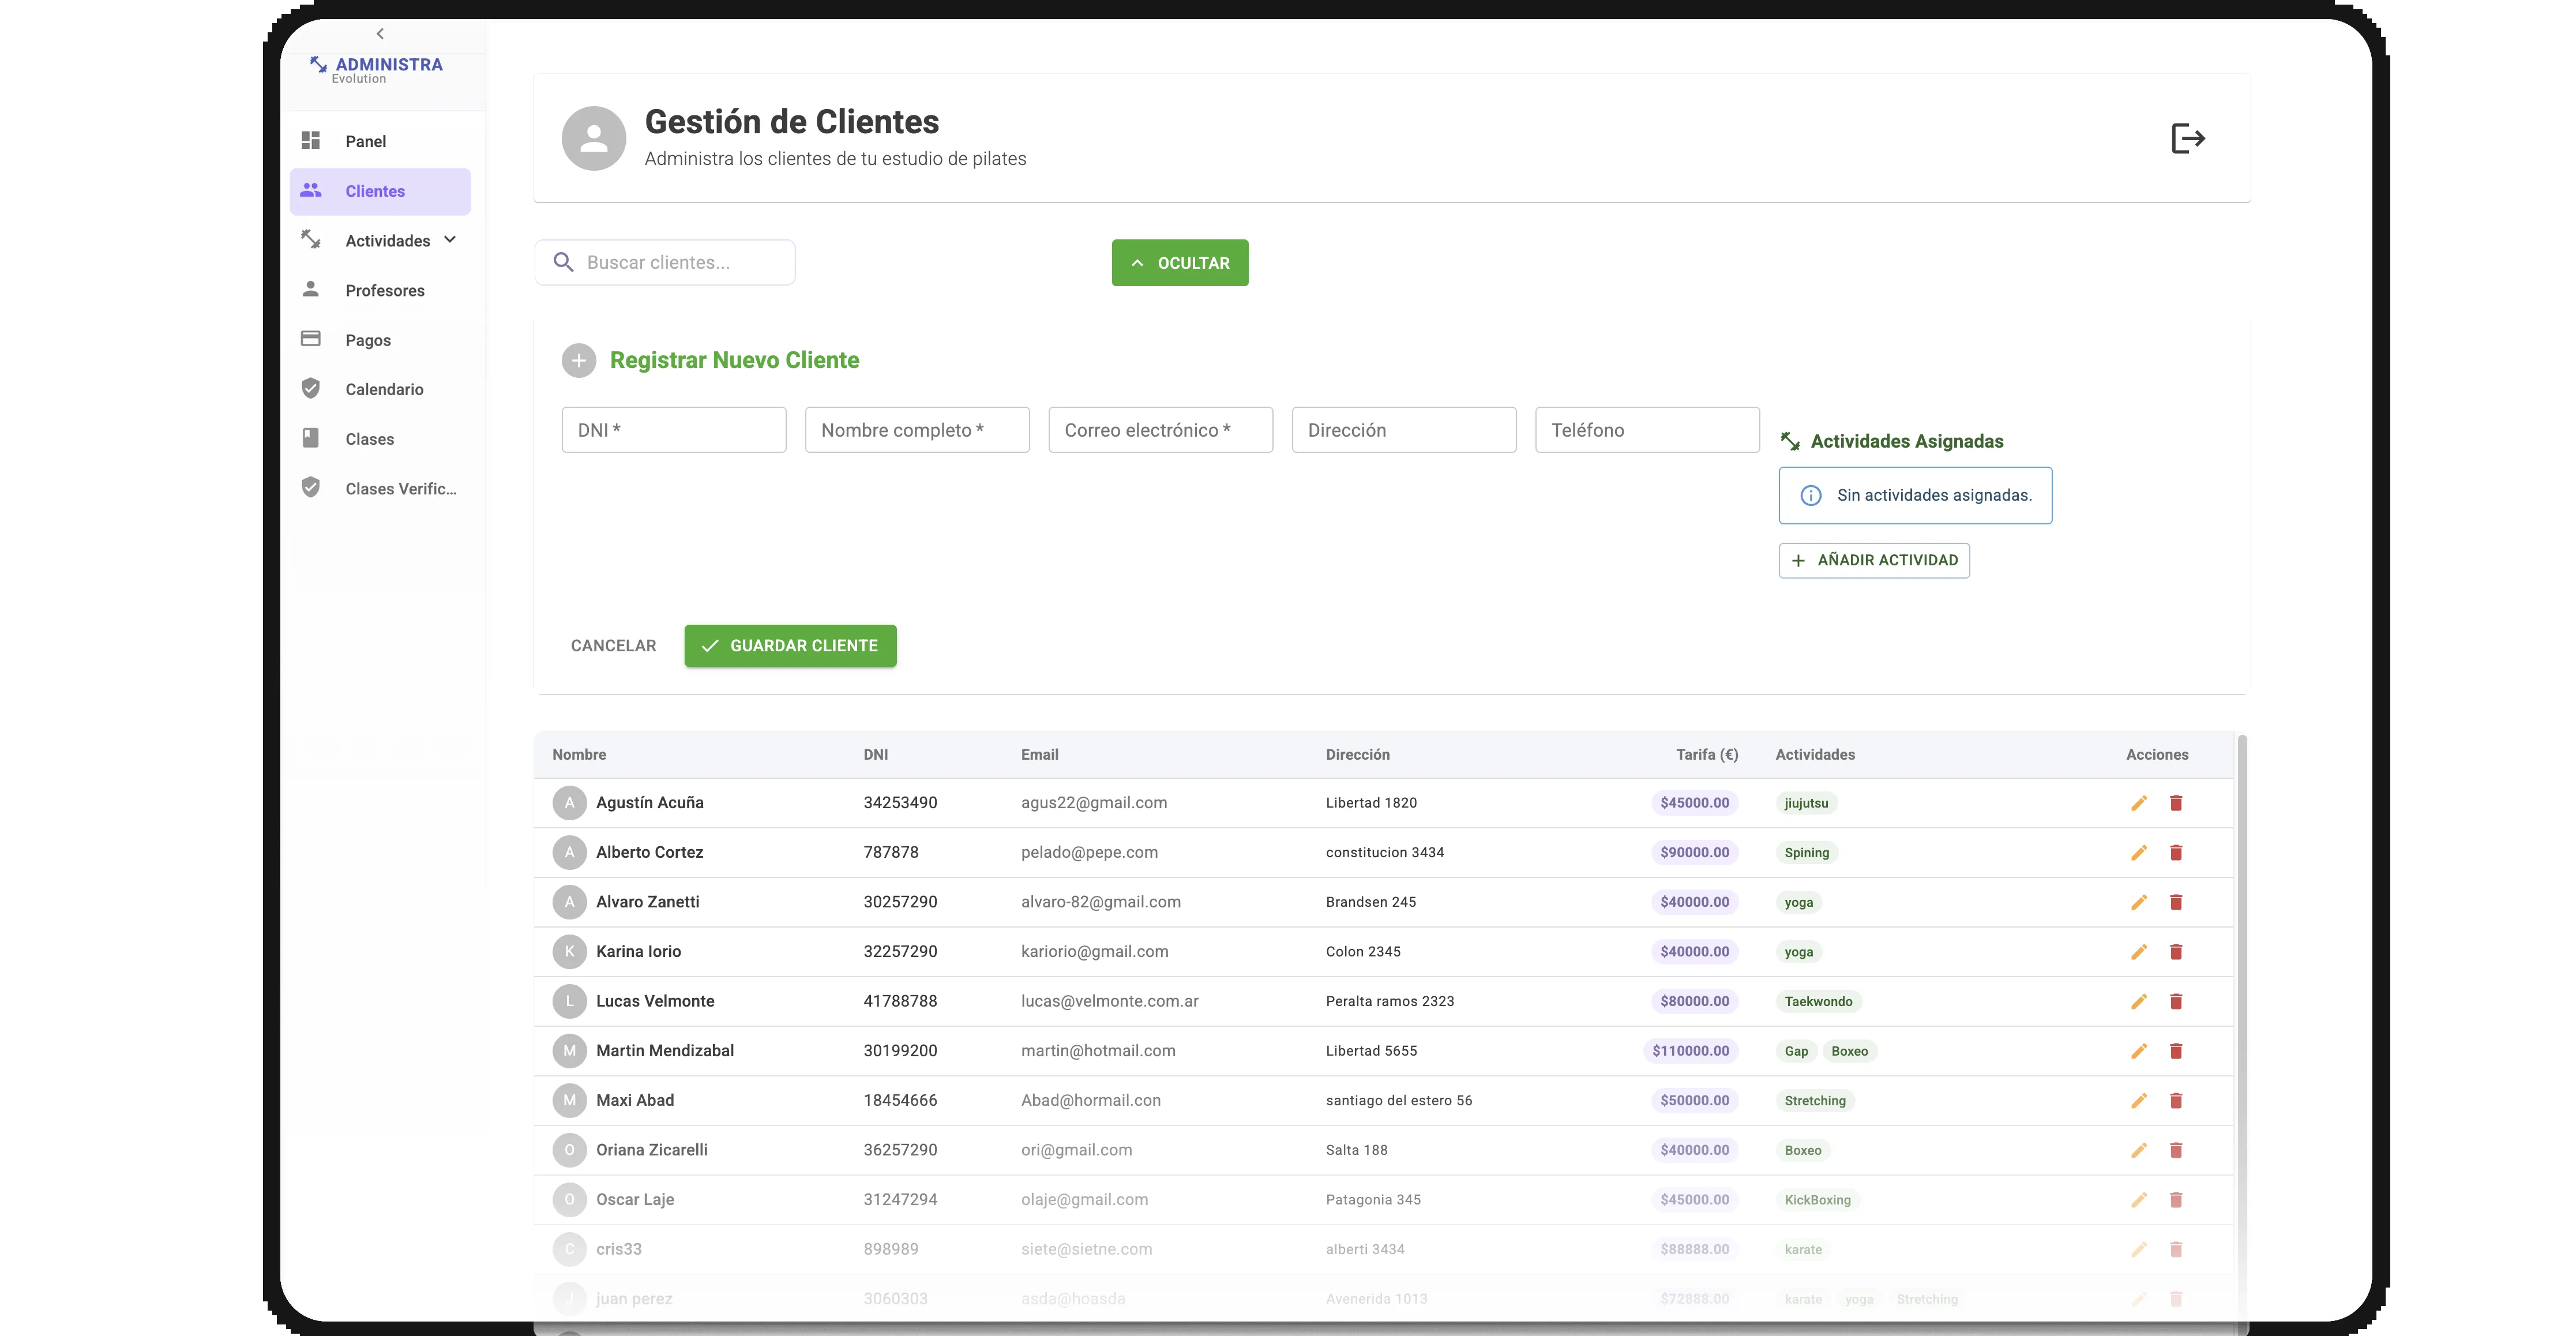 ADMINISTRA
Evolution
Panel
Clientes
Actividades
Profesores
Pagos
Calendario
Clases
Clases Verific...
Gestión de Clientes
Administra los clientes de tu estudio de pilates
Buscar clientes...
OCULTAR
Registrar Nuevo Cliente
DNI *
Nombre completo *
Correo electrónico *
Dirección
Teléfono
Actividades Asignadas
Sin actividades asignadas.
AÑADIR ACTIVIDAD
CANCELAR
GUARDAR CLIENTE
Nombre DNI Email Dirección Tarifa (€) Actividades Acciones
A Agustín Acuña 34253490 agus22@gmail.com Libertad 1820 $45000.00 jiujutsu
A Alberto Cortez 787878 pelado@pepe.com constitucion 3434 $90000.00 Spining
A Alvaro Zanetti 30257290 alvaro-82@gmail.com Brandsen 245 $40000.00 yoga
K Karina Iorio 32257290 kariorio@gmail.com Colon 2345 $40000.00 yoga
L Lucas Velmonte 41788788 lucas@velmonte.com.ar Peralta ramos 2323 $80000.00 Taekwondo
M Martin Mendizabal 30199200 martin@hotmail.com Libertad 5655 $110000.00 Gap Boxeo
M Maxi Abad 18454666 Abad@hormail.con santiago del estero 56 $50000.00 Stretching
O Oriana Zicarelli 36257290 ori@gmail.com Salta 188 $40000.00 Boxeo
O Oscar Laje 31247294 olaje@gmail.com Patagonia 345 $45000.00 KickBoxing
C cris33 898989 siete@sietne.com alberti 3434 $88888.00 karate
J juan perez 3060303 asda@hoasda Avenerida 1013 $72888.00 karate yoga Stretching